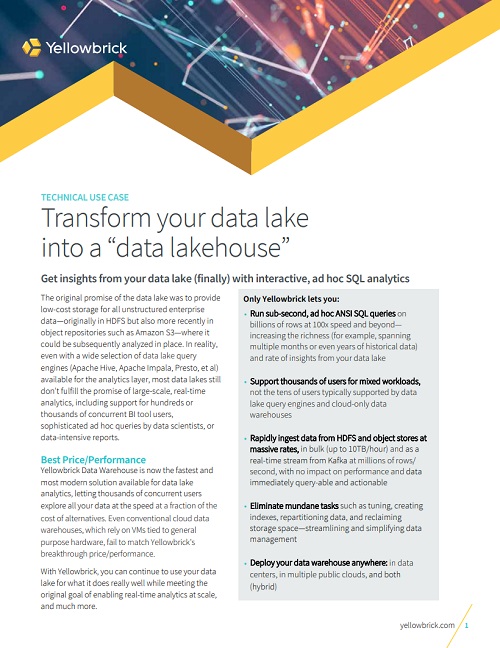 Yellowbrick
TECHNICAL USE CASE
Transform your data lake
into a “data lakehouse”
Get insights from your data lake (finally) with interactive, ad hoc SQL analytics
The original promise of the data lake was to provide
low-cost storage for all unstructured enterprise
data—originally in HDFS but also more recently in
object repositories such as Amazon S3—where it
could be subsequently analyzed in place. In reality,
even with a wide selection of data lake query
engines (Apache Hive, Apache Impala, Presto, et al)
available for the analytics layer, most data lakes still
don't fulfill the promise of large-scale, real-time
analytics, including support for hundreds or
thousands of concurrent BI tool users,
sophisticated ad hoc queries by data scientists, or
data-intensive reports.
Best Price/Performance
Yellowbrick Data Warehouse is now the fastest and
most modern solution available for data lake
analytics, letting thousands of concurrent users
explore all your data at the speed at a fraction of the
cost of alternatives. Even conventional cloud data
warehouses, which rely on VMs tied to general
purpose hardware, fail to match Yellowbrick's
breakthrough price/performance.
With Yellowbrick, you can continue to use your data
lake for what it does really well while meeting the
original goal of enabling real-time analytics at scale,
and much more.
Only Yellowbrick lets you:
• Run sub-second, ad hoc ANSI SQL queries on
billions of rows at 100x speed and beyond—
increasing the richness (for example, spanning
multiple months or even years of historical data)
and rate of insights from your data lake
• Support thousands of users for mixed workloads,
not the tens of users typically supported by data
lake query engines and cloud-only data
warehouses
• Rapidly ingest data from HDFS and object stores at
massive rates, in bulk (up to 10TB/hour) and as a
real-time stream from Kafka at millions of rows/
second, with no impact on performance and data
immediately query-able and actionable
• Eliminate mundane tasks such as tuning, creating
indexes, repartitioning data, and reclaiming
storage space—streamlining and simplifying data
management
• Deploy your data warehouse anywhere: in data
centers, in multiple public clouds, and both
(hybrid)
yellowbrick.com 1